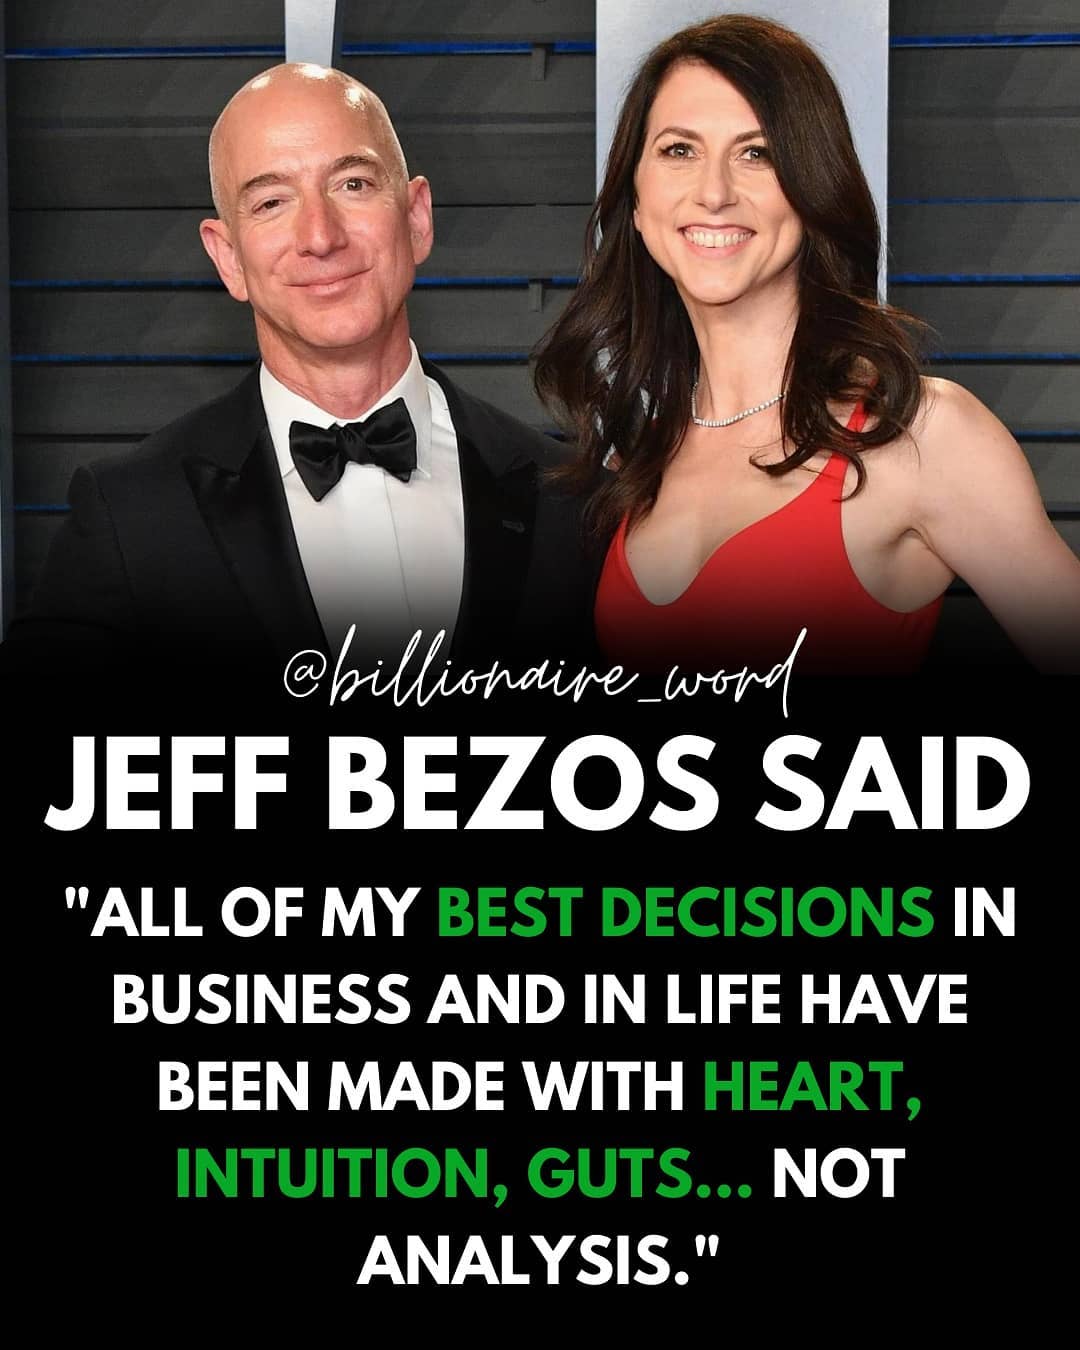 @billionaire_word
JEFF BEZOS SAID
"ALL OF MY BEST DECISIONS IN
BUSINESS AND IN LIFE HAVE
BEEN MADE WITH HEART,
INTUITION, GUTS... NOT
ANALYSIS."